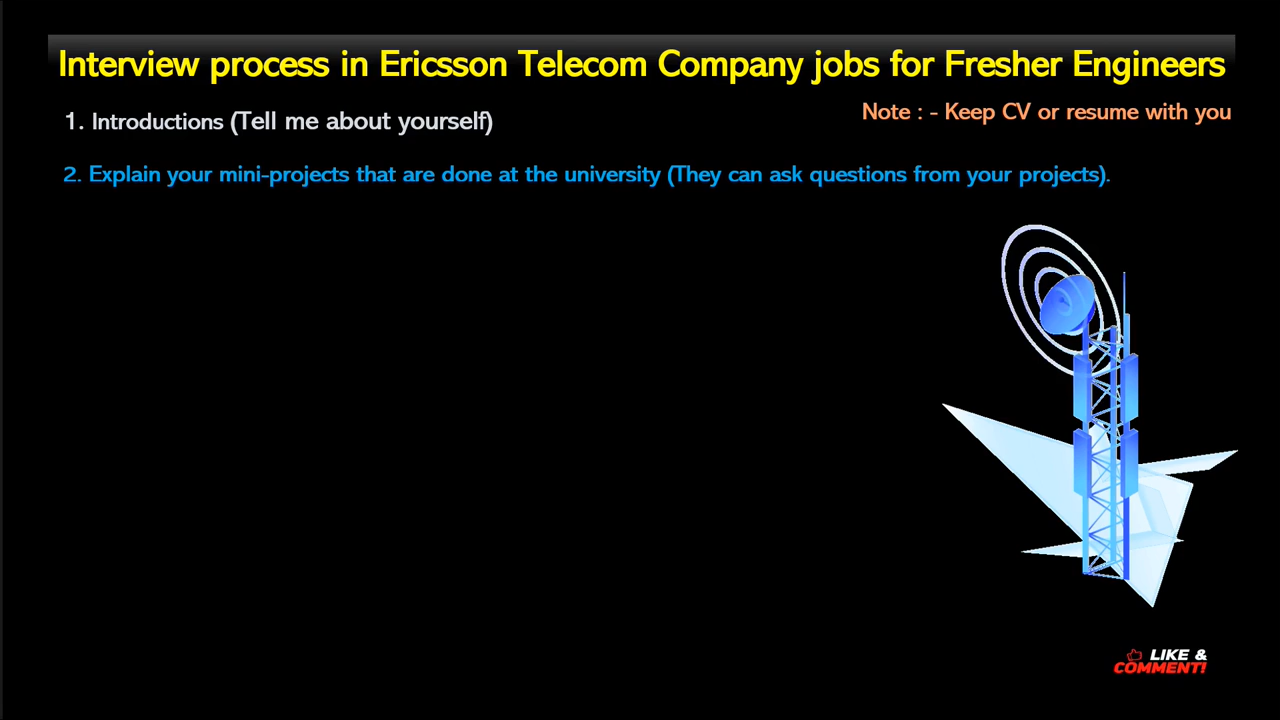 Interview process in Ericsson Telecom Company jobs for Fresher Engineers
1. Introductions (Tell me about yourself)
Note : - Keep CV or resume with you
2. Explain your mini-projects that are done at the university (They can ask questions from your projects).
LIKE &
COMMENT!